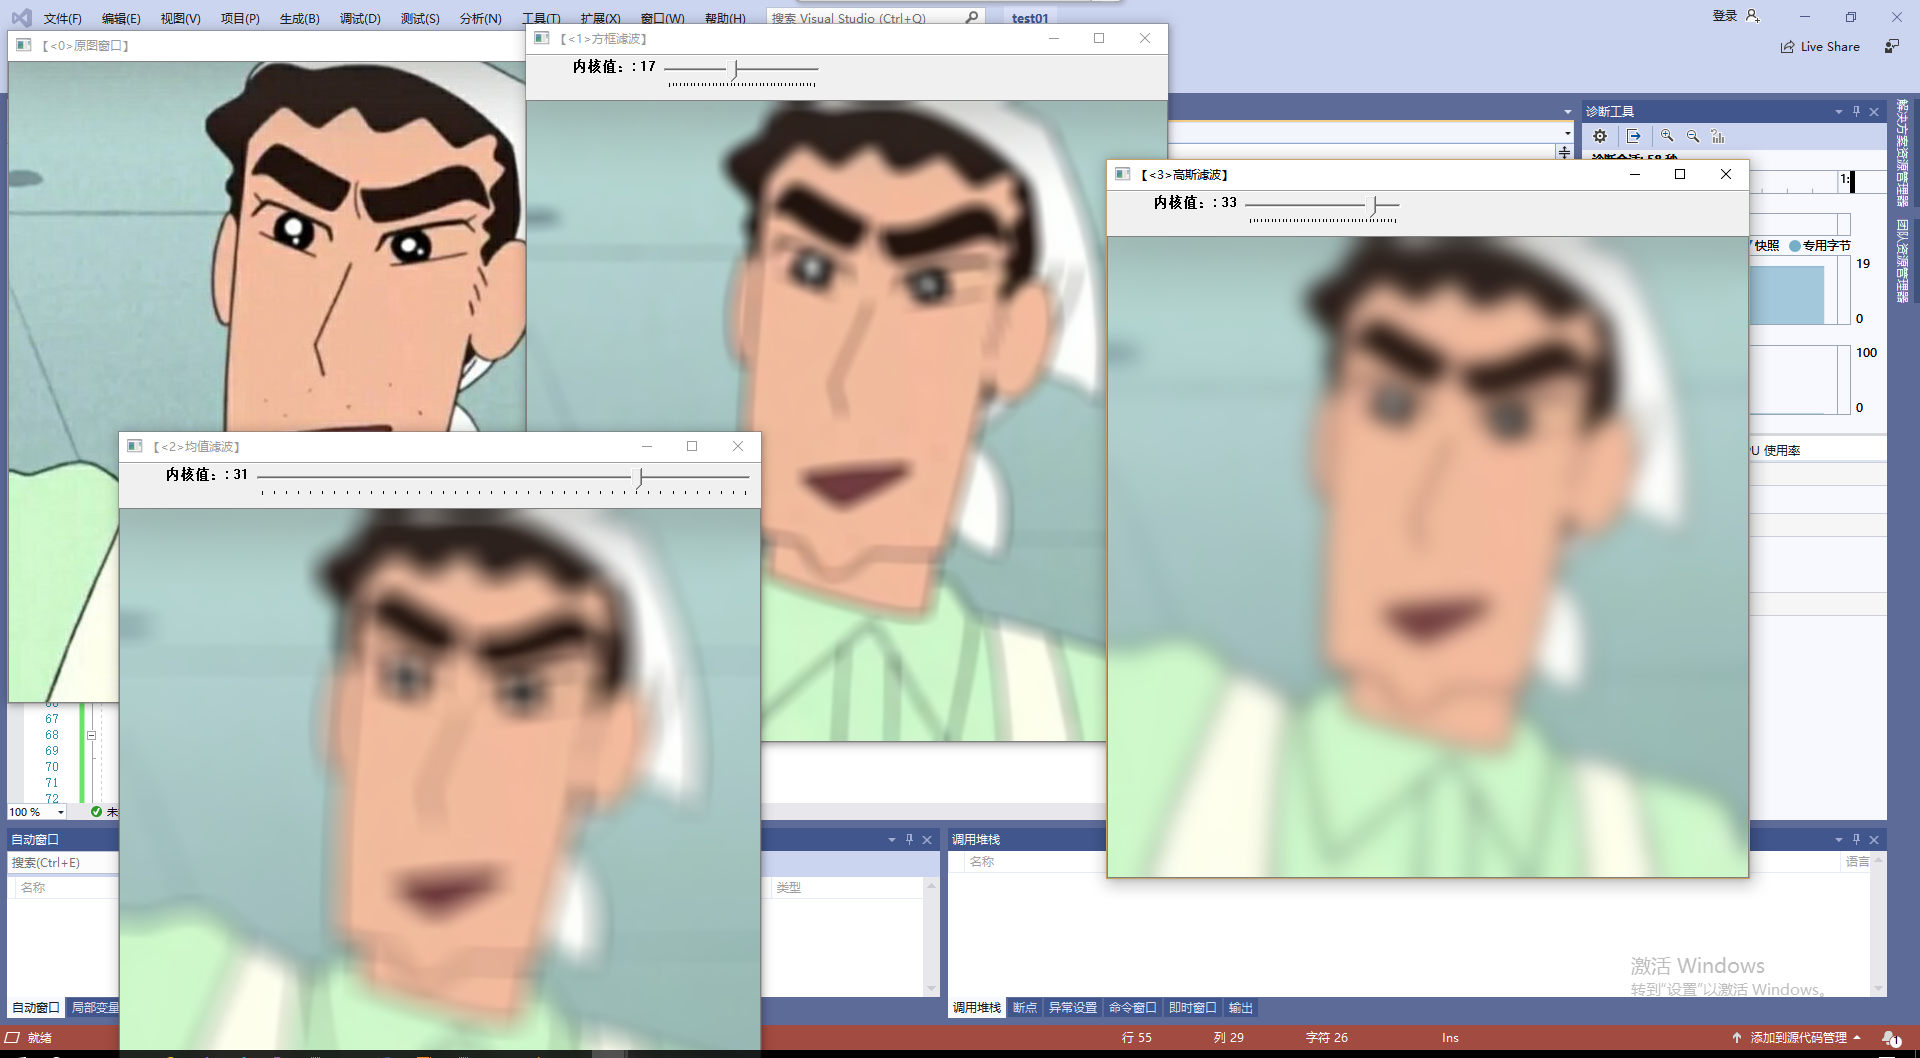 文件(F) 编辑(E) 视图(V) 项目(P) 生成(B) 调试(D) 测试(S) 分析(N) 工具(T) 扩展(X) 窗口(W) 帮助(H) 搜索 Visual Studio (Ctrl+Q) test01 登录
Live Share
【<0>原图窗口】
【<1>方框滤波】
内核值：: 17
诊断工具
诊断会话: 58 秒
1:
快照 专用字节
19
0
100
0
U 使用率
解决方案资源管理器
团队资源管理器
【<3>高斯滤波】
内核值：: 33
【<2>均值滤波】
内核值：: 31
67
68
69
70
71
72
100 % 未
自动窗口
搜索(Ctrl+E)
名称 类型
自动窗口 局部变量
调用堆栈
名称 语言
调用堆栈 断点 异常设置 命令窗口 即时窗口 输出
激活 Windows
转到“设置”以激活 Windows。
就绪 行 55 列 29 字符 26 Ins 添加到源代码管理 1